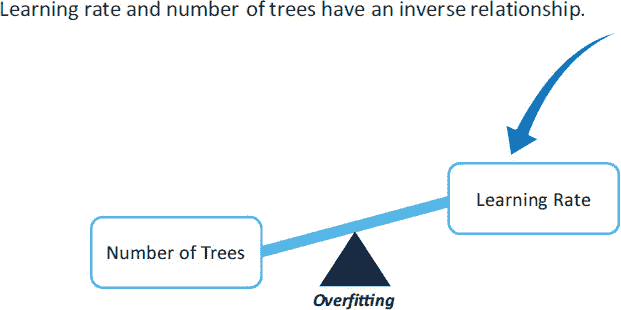 Learning rate and number of trees have an inverse relationship.
Learning Rate
Number of Trees
Overfitting